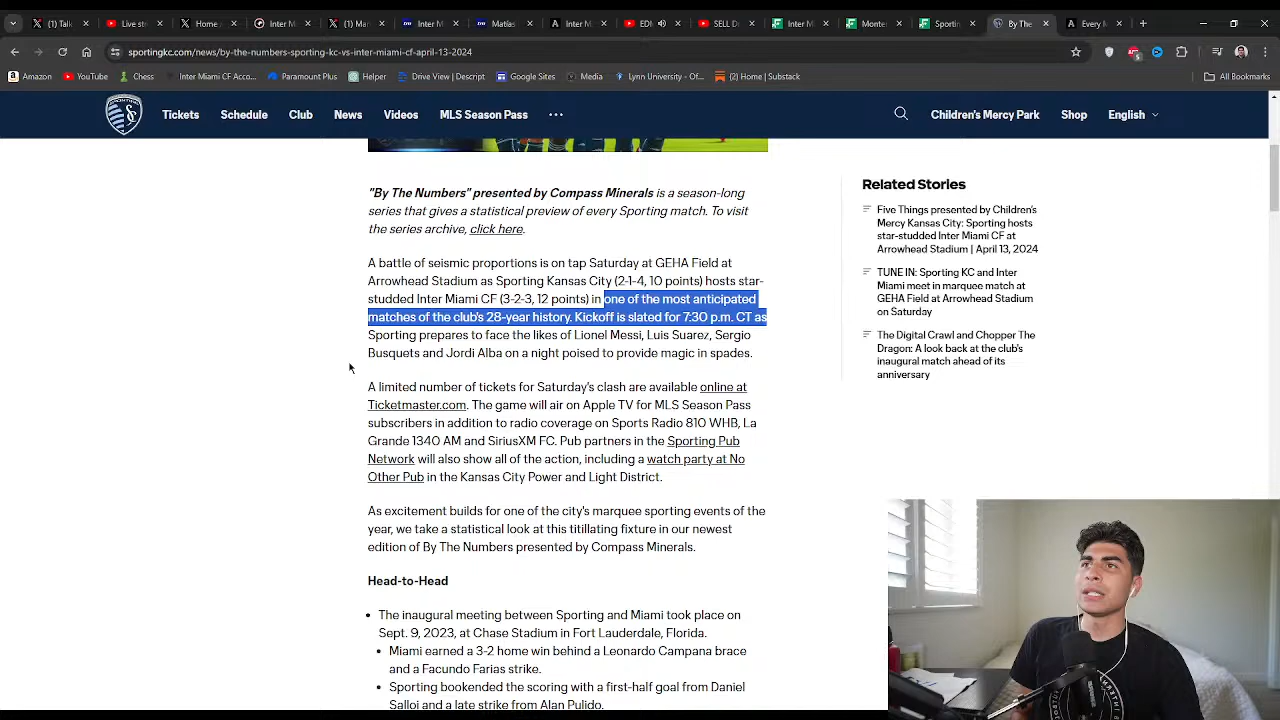 (1) Talk
Live st
Home
Inter M
Mar
Inter M
Matias
Inter M
EDI
SELL D
Inter M
Monte
Sportin
By The
Every M
sportingkc.com/news/by-the-numbers-sporting-kc-vs-inter-miami-cf-april-13-2024
Amazon
YouTube
Chess
Inter Miami CF Acco...
Paramount Plus
Helper
Drive View | Descript
Google Sites
Media
Lynn University - Of...
(2) Home | Substack
All Bookmarks
Tickets
Schedule
Club
News
Videos
MLS Season Pass
Children's Mercy Park
Shop
English
"By The Numbers" presented by Compass Minerals is a season-long
series that gives a statistical preview of every Sporting match. To visit
the series archive, click here.
A battle of seismic proportions is on tap Saturday at GEHA Field at
Arrowhead Stadium as Sporting Kansas City (2-1-4, 10 points) hosts star-
studded Inter Miami CF (3-2-3, 12 points) in one of the most anticipated
matches of the club's 28-year history. Kickoff is slated for 7:30 p.m. CT as
Sporting prepares to face the likes of Lionel Messi, Luis Suarez, Sergio
Busquets and Jordi Alba on a night poised to provide magic in spades.
A limited number of tickets for Saturday's clash are available online at
Ticketmaster.com. The game will air on Apple TV for MLS Season Pass
subscribers in addition to radio coverage on Sports Radio 810 WHB, La
Grande 1340 AM and SiriusXM FC. Pub partners in the Sporting Pub
Network will also show all of the action, including a watch party at No
Other Pub in the Kansas City Power and Light District.
As excitement builds for one of the city's marquee sporting events of the
year, we take a statistical look at this titillating fixture in our newest
edition of By The Numbers presented by Compass Minerals.
Head-to-Head
The inaugural meeting between Sporting and Miami took place on
Sept. 9, 2023, at Chase Stadium in Fort Lauderdale, Florida.
Miami earned a 3-2 home win behind a Leonardo Campana brace
and a Facundo Farias strike.
Sporting bookended the scoring with a first-half goal from Daniel
Salloi and a late strike from Alan Pulido.
Related Stories
Five Things presented by Children's
Mercy Kansas City: Sporting hosts
star-studded Inter Miami CF at
Arrowhead Stadium | April 13, 2024
TUNE IN: Sporting KC and Inter
Miami meet in marquee match at
GEHA Field at Arrowhead Stadium
on Saturday
The Digital Crawl and Chopper The
Dragon: A look back at the club's
inaugural match ahead of its
anniversary